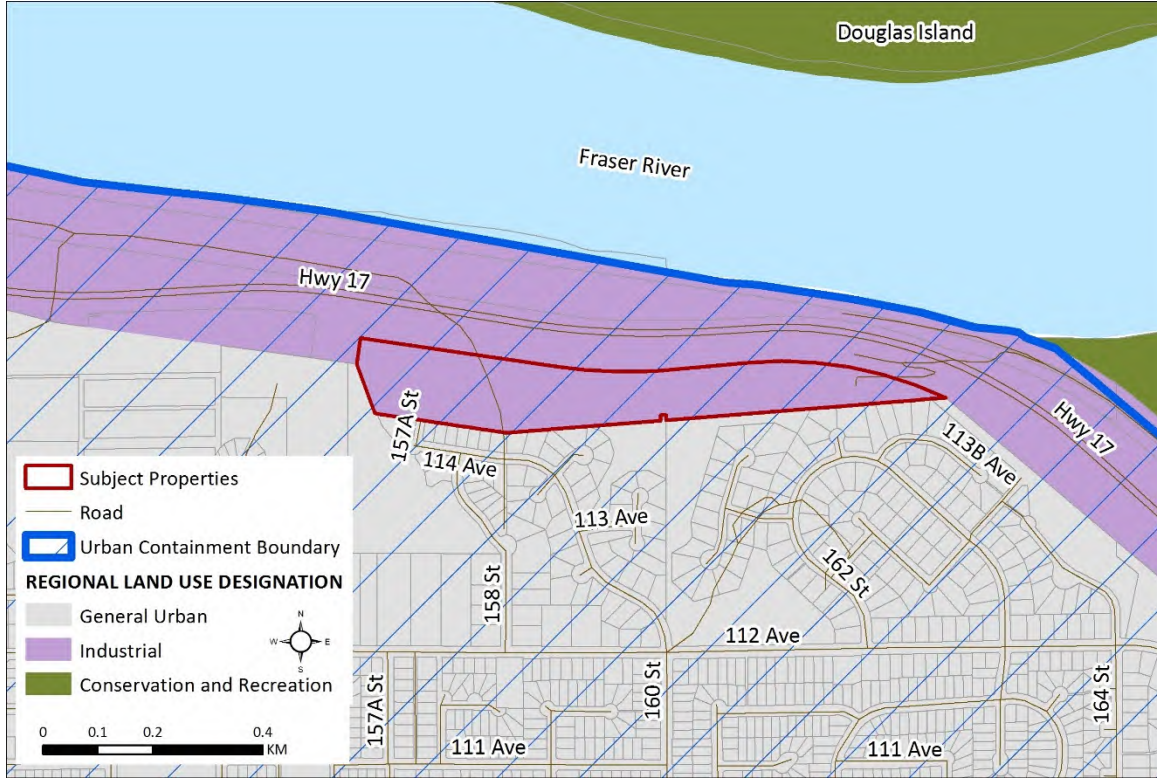 Douglas Island
Fraser River
Hwy 17
Hwy 17
157A St
114 Ave
113B Ave
113 Ave
158 St
162 St
112 Ave
157A St
160 St
164 St
111 Ave
111 Ave
Subject Properties
Road
Urban Containment Boundary
REGIONAL LAND USE DESIGNATION
General Urban
Industrial
Conservation and Recreation
N
W E
S
0 0.1 0.2 0.4
KM